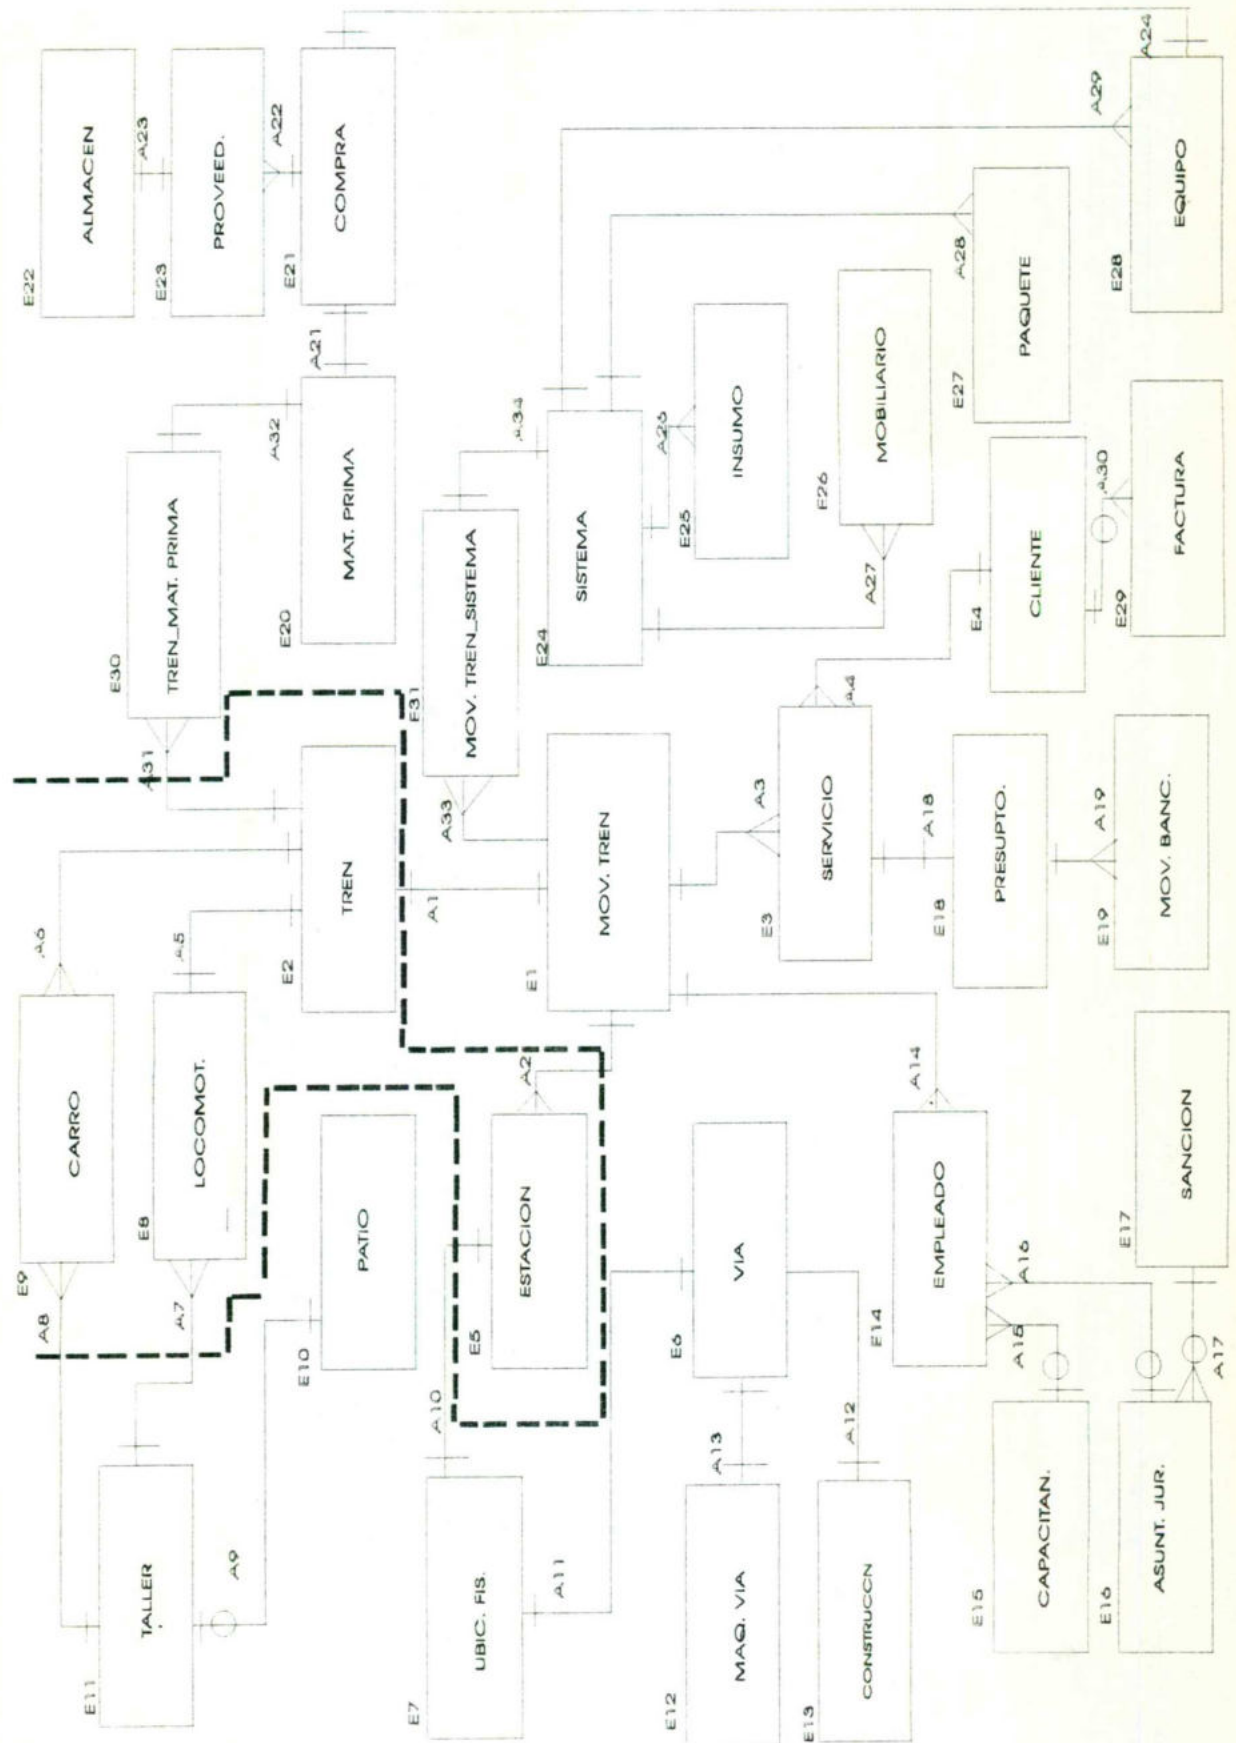 E22
ALMACEN
A23
E23
PROVEED.
A22
E21
COMPRA
A24
A21
E30
TREN_MAT. PRIMA
A32
E20
MAT. PRIMA
A31
E31
MOV. TREN_SISTEMA
A34
A33
E24
SISTEMA
A26
E25
INSUMO
E26
MOBILIARIO
A27
E27
PAQUETE
A28
E28
EQUIPO
A29
E4
CLIENTE
A30
E29
FACTURA
A4
E9
CARRO
A6
E8
LOCOMOT.
A5
E2
TREN
A1
E1
MOV. TREN
A3
E3
SERVICIO
A18
E18
PRESUPTO.
A19
E19
MOV. BANC.
A8
A7
E10
PATIO
A2
E5
ESTACION
A10
E6
VIA
A14
E14
EMPLEADO
A16
A15
E17
SANCION
A17
E11
TALLER
A9
E7
UBIC. FIS.
A11
A13
E12
MAQ. VIA
A12
E13
CONSTRUCCN
E15
CAPACITAN.
E16
ASUNT. JUR.